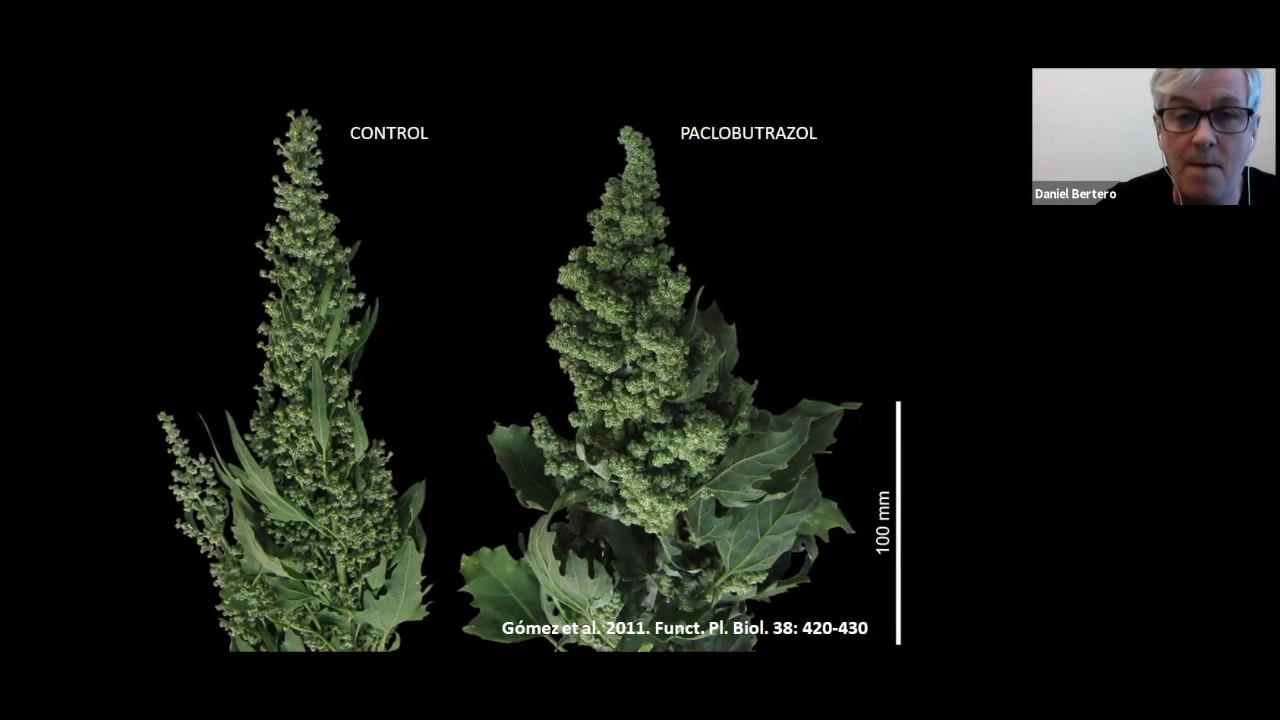 CONTROL
PACLOBUTRAZOL
Daniel Bertero
100 mm
Gómez et al. 2011. Funct. Pl. Biol. 38: 420-430